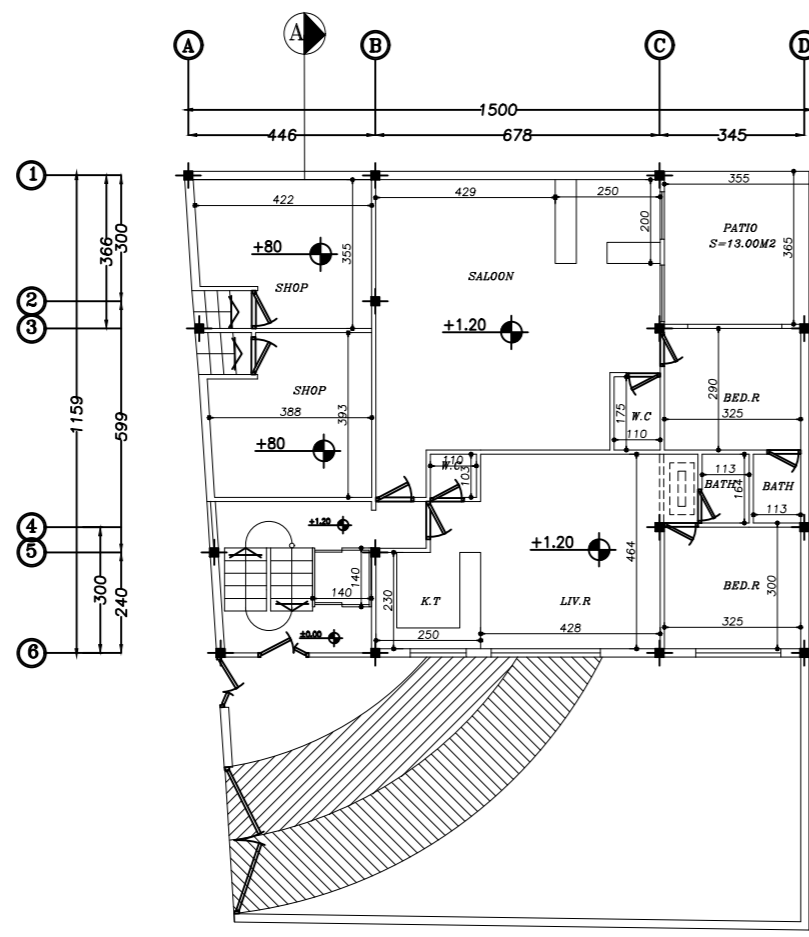 A
A
B
C
D
1500
446
678
345
1
2
3
4
5
6
1159
366
300
599
300
240
422
429
250
355
+80
355
SHOP
200
SALOON
PATIO
S=13.00M2
365
+1.20
SHOP
388
393
+80
290
BED.R
325
175
W.C
110
110
W.C
103
113
BATH
164
BATH
113
+1.20
+1.20
464
140
140
230
K.T
LIV.R
BED.R
300
325
±0.00
250
428